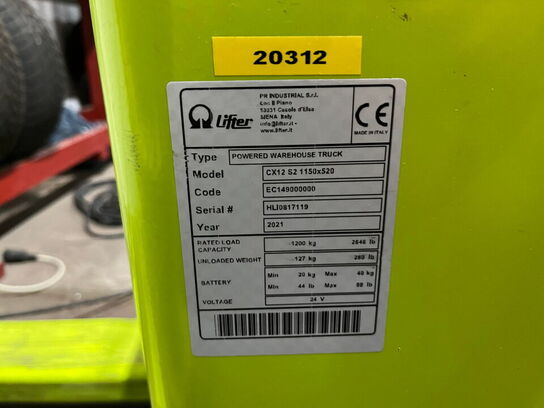 20312
PR INDUSTRIAL S.r.l.
Loc. Il Piano
53031 Casole d'Elsa
SIENA Italy
info@lifter.it
www.lifter.it
Lifter
CE
MADE IN ITALY
Type POWERED WAREHOUSE TRUCK
Model CX12 S2 1150x520
Code EC149000000
Serial # HLI0817119
Year 2021
RATED LOAD CAPACITY 1200 kg 2646 lb
UNLOADED WEIGHT 127 kg 280 lb
BATTERY Min 20 kg Max 40 kg
Min 44 lb Max 88 lb
VOLTAGE 24 V